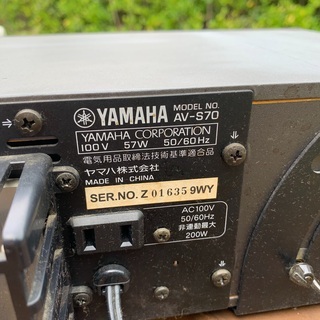 YAMAHA MODEL NO. AV-S70
YAMAHA CORPORATION
100V 57W 50/60Hz
電気用品取締法技術基準適合品
ヤマハ株式会社
MADE IN CHINA
SER.NO. Z 01635 9WY
AC100V
50/60Hz
非連動最大
200W